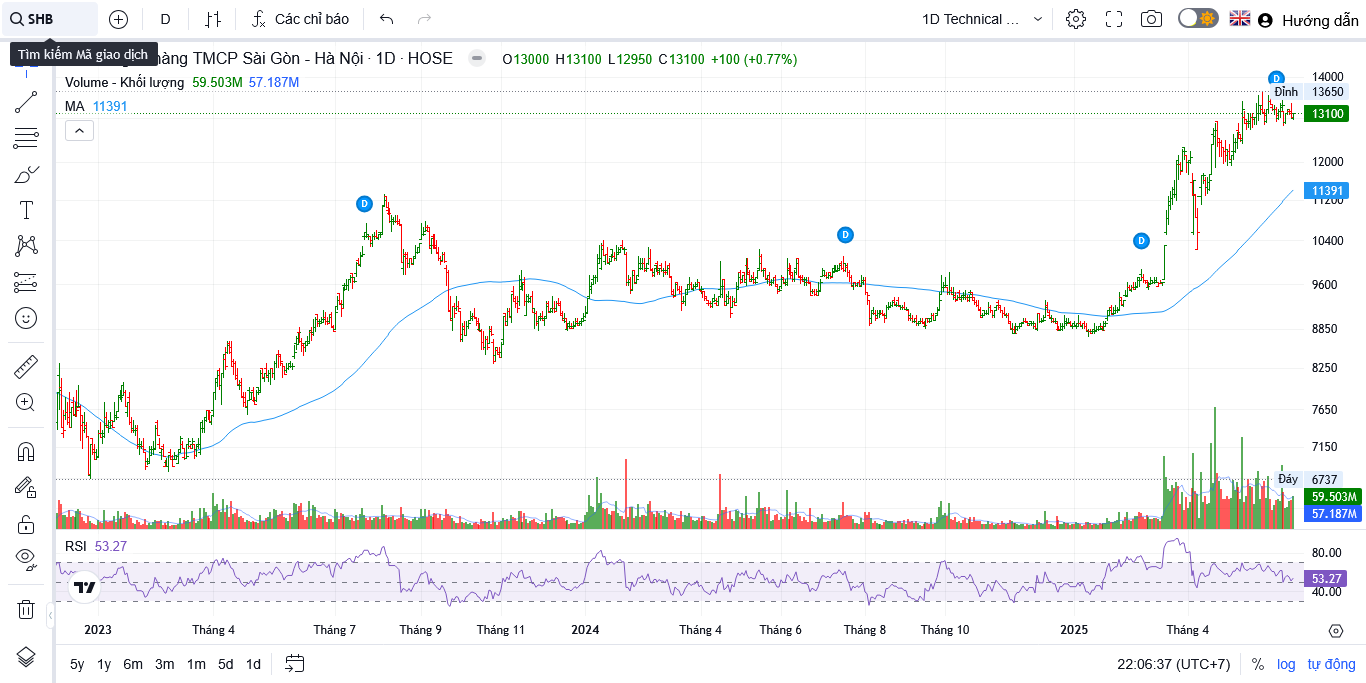 SHB
D
Các chỉ báo
1D Technical ...
Hướng dẫn
Tìm kiếm Mã giao dịch
hàng TMCP Sài Gòn - Hà Nội · 1D · HOSE
O13000 H13100 L12950 C13100 +100 (+0.77%)
Volume - Khối lượng 59.503M 57.187M
MA 11391
D
D
D
D
14000
Đỉnh 13650
13100
12000
11391
11200
10400
9600
8850
8250
7650
7150
Đáy 6737
59.503M
57.187M
RSI 53.27
80.00
53.27
40.00
2023 Tháng 4 Tháng 7 Tháng 9 Tháng 11 2024 Tháng 4 Tháng 6 Tháng 8 Tháng 10 2025 Tháng 4
5y 1y 6m 3m 1m 5d 1d
22:06:37 (UTC+7) % log tự động